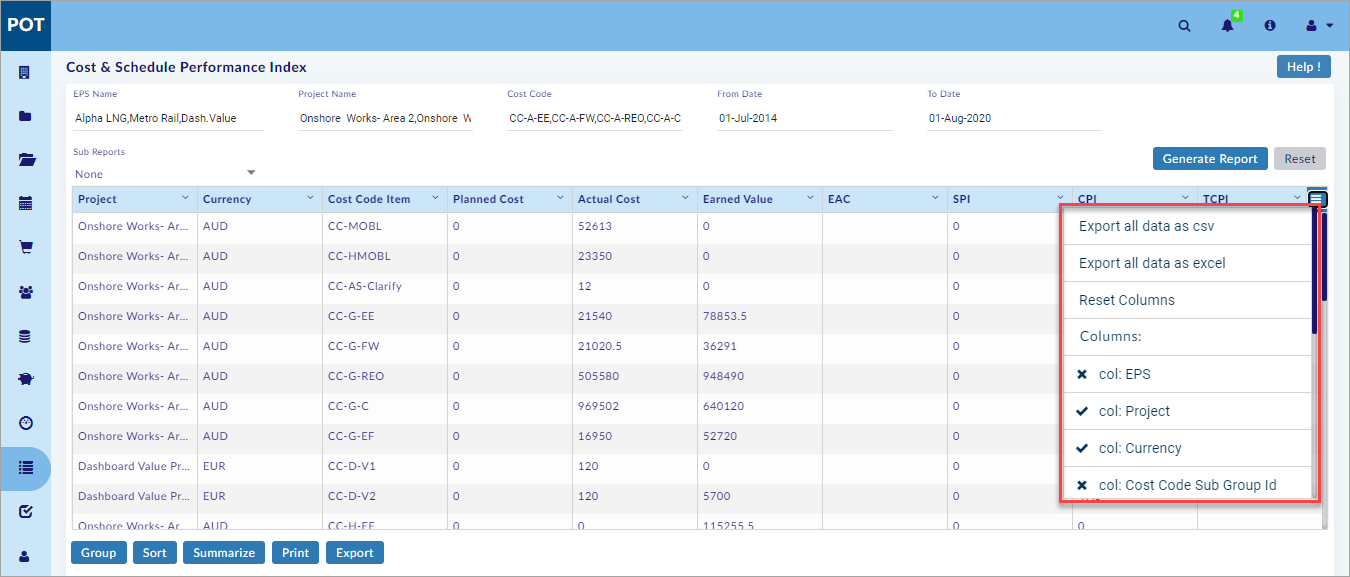 POT
4
Cost & Schedule Performance Index
Help !
EPS Name Project Name Cost Code From Date To Date
Alpha LNG,Metro Rail,Dash.Value Onshore Works- Area 2,Onshore W CC-A-EE,CC-A-FW,CC-A-REO,CC-A-C 01-Jul-2014 01-Aug-2020
Sub Reports
None
Generate Report Reset
Project Currency Cost Code Item Planned Cost Actual Cost Earned Value EAC SPI CPI TCPI
Onshore Works- Ar... AUD CC-MOBL 0 52613 0 0
Onshore Works- Ar... AUD CC-HMOBL 0 23350 0 0
Onshore Works- Ar... AUD CC-AS-Clarify 0 12 0 0
Onshore Works- Ar... AUD CC-G-EE 0 21540 78853.5 0
Onshore Works- Ar... AUD CC-G-FW 0 21020.5 36291 0
Onshore Works- Ar... AUD CC-G-REO 0 505580 948490 0
Onshore Works- Ar... AUD CC-G-C 0 969502 640120 0
Onshore Works- Ar... AUD CC-G-EF 0 16950 52720 0
Dashboard Value Pr... EUR CC-D-V1 0 120 0 0
Dashboard Value Pr... EUR CC-D-V2 0 120 5700 0
Onshore Works- Ar... AUD CC-H-EE 0 0 115255.5 0 0
Export all data as csv
Export all data as excel
Reset Columns
Columns:
col: EPS
col: Project
col: Currency
col: Cost Code Sub Group Id
Group Sort Summarize Print Export